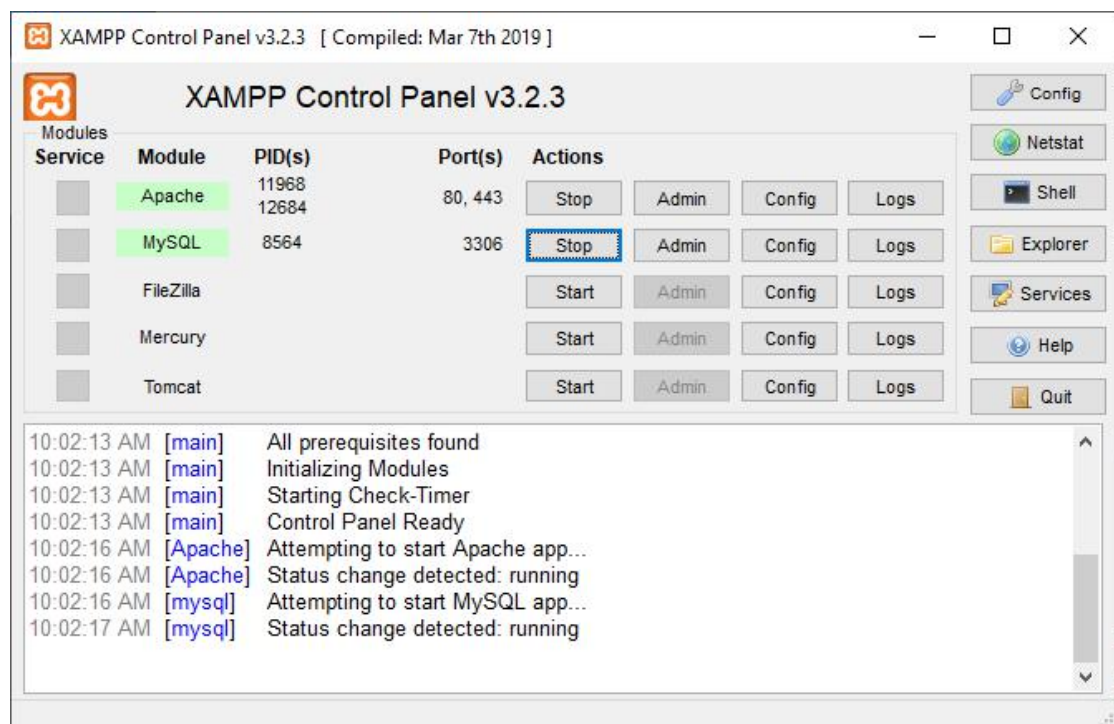 XAMPP Control Panel v3.2.3 [ Compiled: Mar 7th 2019 ]
XAMPP Control Panel v3.2.3
Config
Netstat
Shell
Explorer
Services
Help
Quit
Modules
Service Module PID(s) Port(s) Actions
Apache 11968 12684 80, 443 Stop Admin Config Logs
MySQL 8564 3306 Stop Admin Config Logs
FileZilla Start Admin Config Logs
Mercury Start Admin Config Logs
Tomcat Start Admin Config Logs
10:02:13 AM [main] All prerequisites found
10:02:13 AM [main] Initializing Modules
10:02:13 AM [main] Starting Check-Timer
10:02:13 AM [main] Control Panel Ready
10:02:16 AM [Apache] Attempting to start Apache app...
10:02:16 AM [Apache] Status change detected: running
10:02:16 AM [mysql] Attempting to start MySQL app...
10:02:17 AM [mysql] Status change detected: running